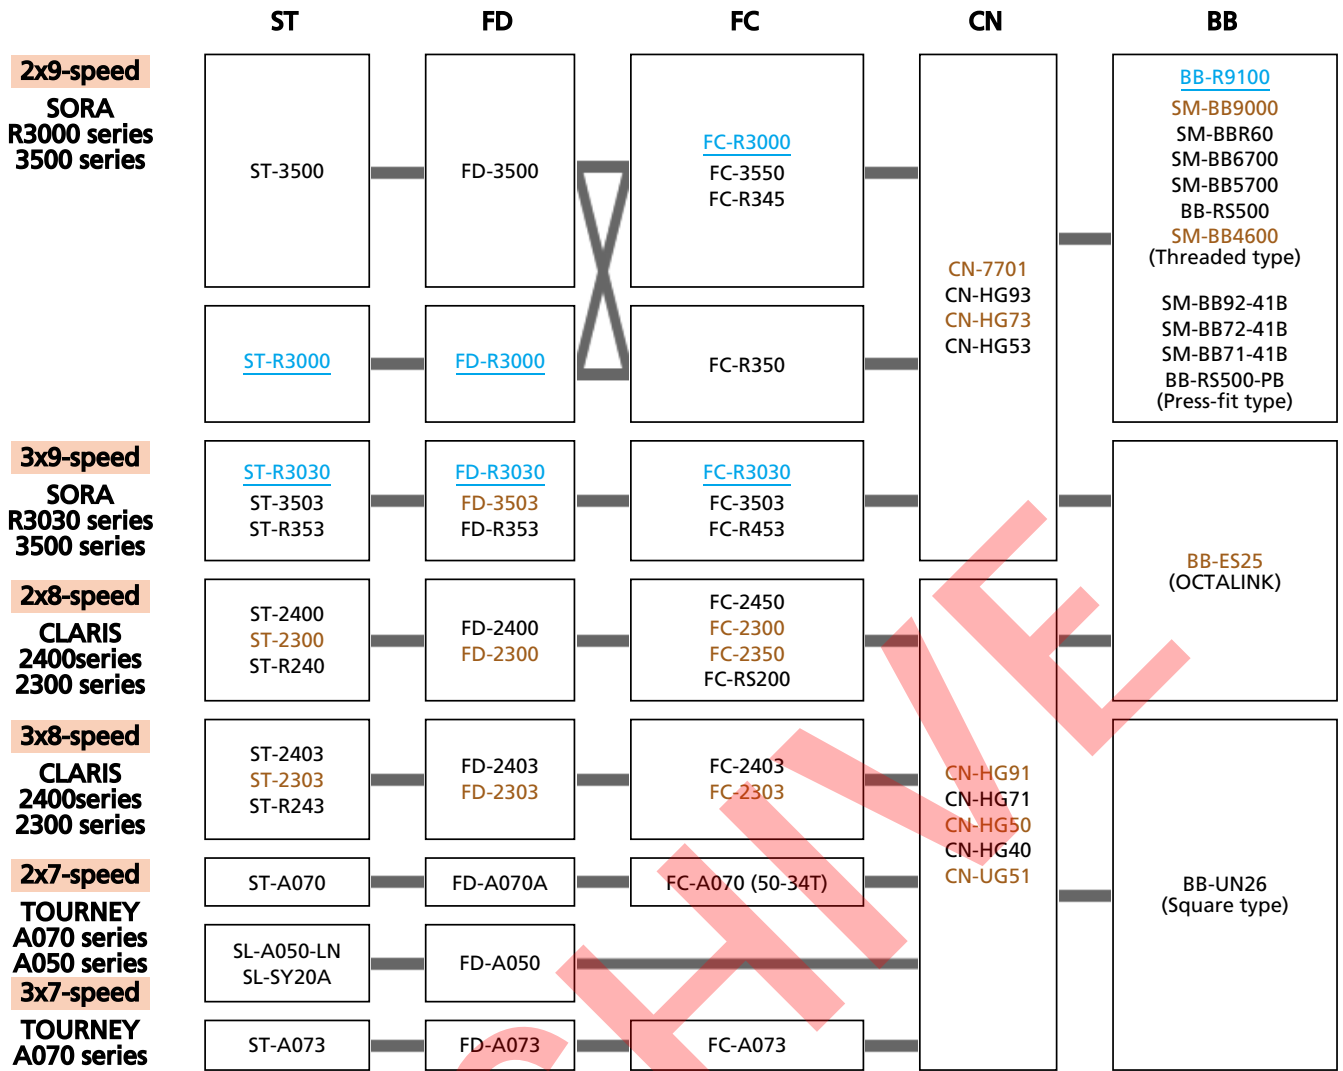 ST FD FC CN BB
2x9-speed
SORA
R3000 series
3500 series
ST-3500
FD-3500
FC-R3000
FC-3550
FC-R345
ST-R3000
FD-R3000
FC-R350
CN-7701
CN-HG93
CN-HG73
CN-HG53
BB-R9100
SM-BB9000
SM-BBR60
SM-BB6700
SM-BB5700
BB-RS500
SM-BB4600
(Threaded type)
SM-BB92-41B
SM-BB72-41B
SM-BB71-41B
BB-RS500-PB
(Press-fit type)
3x9-speed
SORA
R3030 series
3500 series
ST-R3030
ST-3503
ST-R353
FD-R3030
FD-3503
FD-R353
FC-R3030
FC-3503
FC-R453
BB-ES25
(OCTALINK)
2x8-speed
CLARIS
2400series
2300 series
ST-2400
ST-2300
ST-R240
FD-2400
FD-2300
FC-2450
FC-2300
FC-2350
FC-RS200
3x8-speed
CLARIS
2400series
2300 series
ST-2403
ST-2303
ST-R243
FD-2403
FD-2303
FC-2403
FC-2303
CN-HG91
CN-HG71
CN-HG50
CN-HG40
CN-UG51
2x7-speed
TOURNEY
A070 series
A050 series
ST-A070
FD-A070A
FC-A070 (50-34T)
SL-A050-LN
SL-SY20A
FD-A050
BB-UN26
(Square type)
3x7-speed
TOURNEY
A070 series
ST-A073
FD-A073
FC-A073
CHIVE